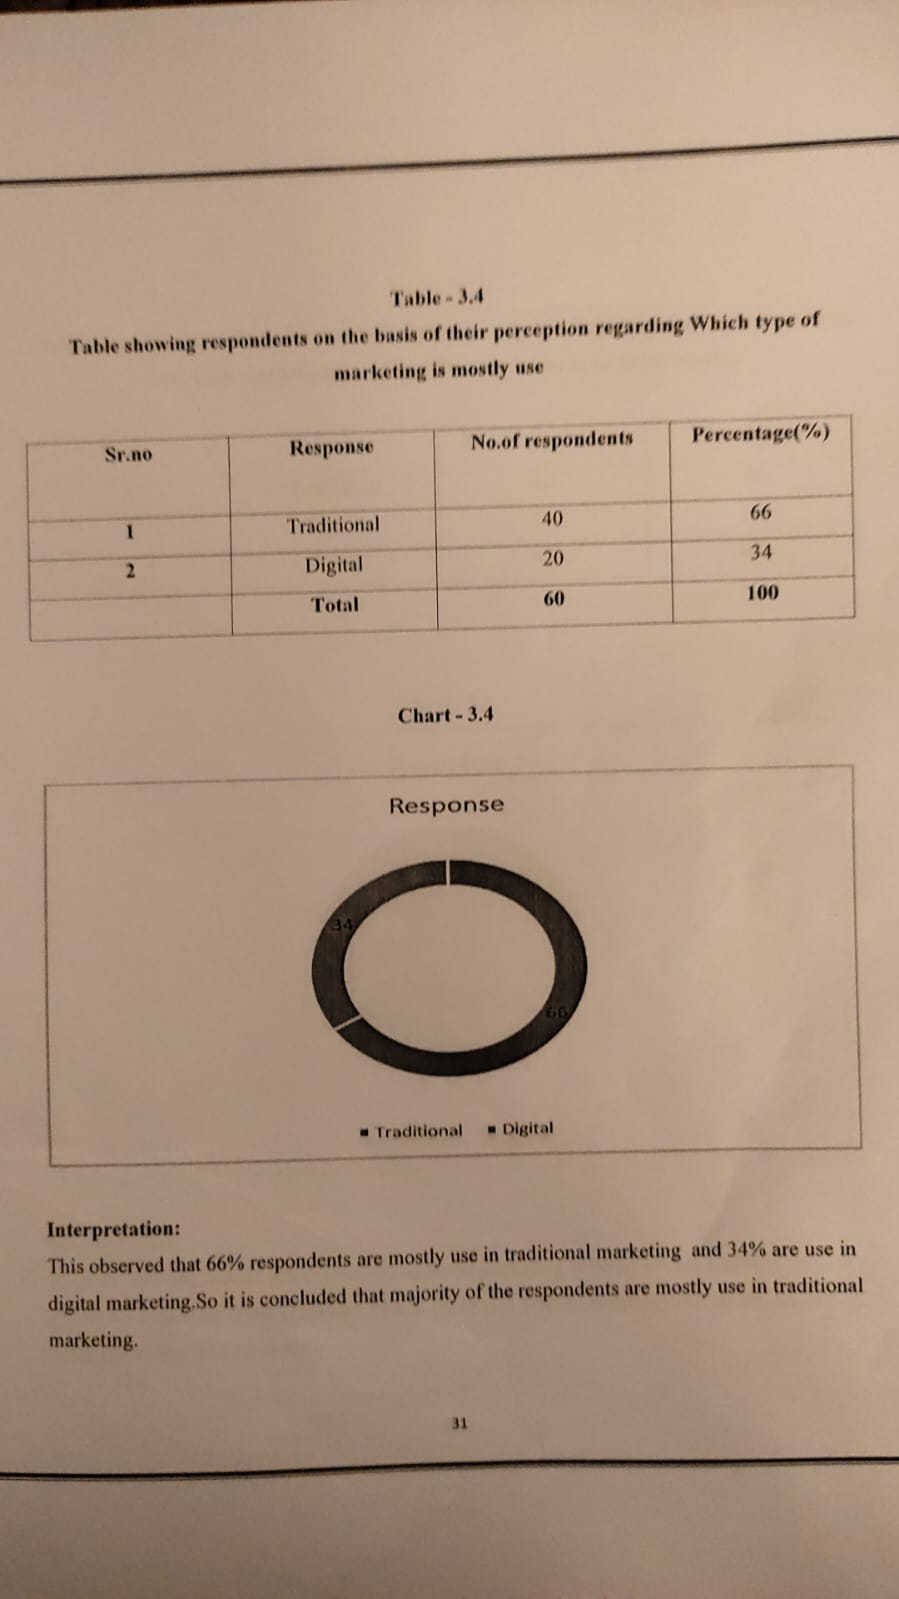 Table - 3.4
Table showing respondents on the basis of their perception regarding Which type of
marketing is mostly use
Sr.no Response No.of respondents Percentage(%)
1 Traditional 40 66
2 Digital 20 34
Total 60 100
Chart - 3.4
Response
34
66
Traditional Digital
Interpretation:
This observed that 66% respondents are mostly use in traditional marketing and 34% are use in
digital marketing.So it is concluded that majority of the respondents are mostly use in traditional
marketing.
31